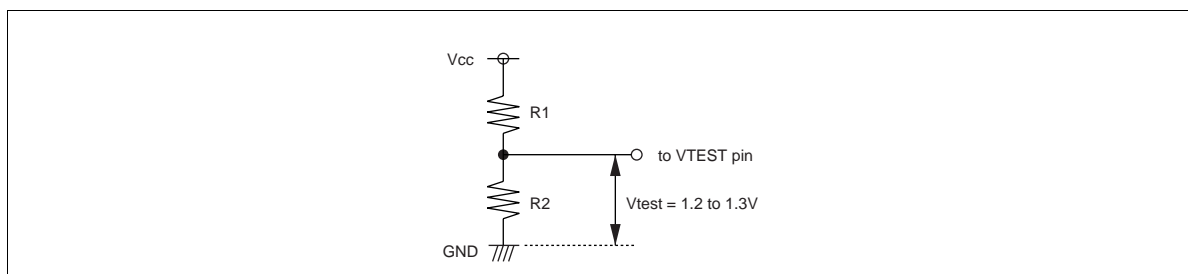 Vcc
R1
to VTEST pin
R2
Vtest = 1.2 to 1.3V
GND